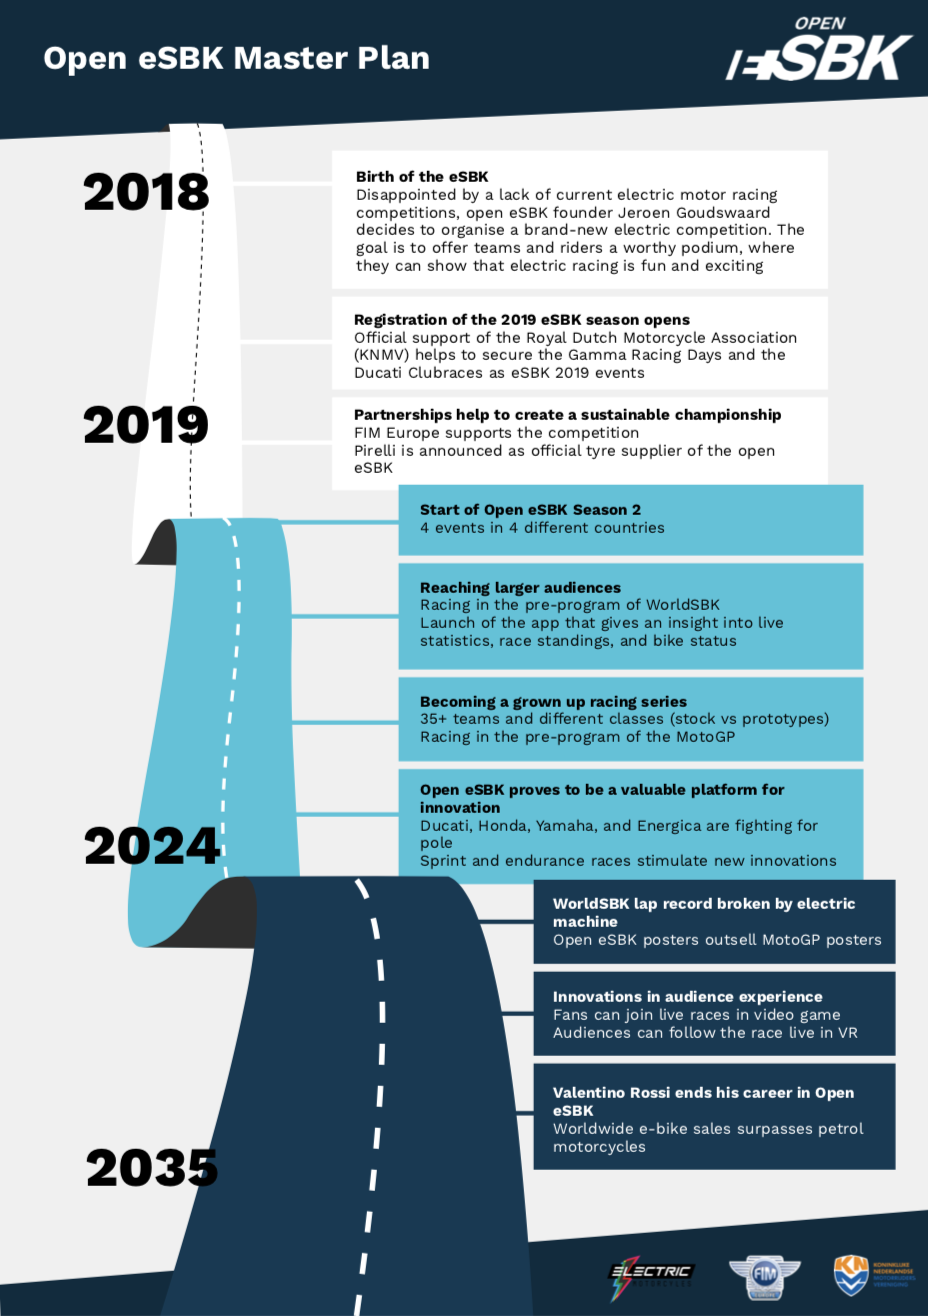 Open eSBK Master Plan
OPEN
eSBK
2018
Birth of the eSBK
Disappointed by a lack of current electric motor racing
competitions, open eSBK founder Jeroen Goudswaard
decides to organise a brand-new electric competition. The
goal is to offer teams and riders a worthy podium, where
they can show that electric racing is fun and exciting
Registration of the 2019 eSBK season opens
Official support of the Royal Dutch Motorcycle Association
(KNMV) helps to secure the Gamma Racing Days and the
Ducati Clubraces as eSBK 2019 events
2019
Partnerships help to create a sustainable championship
FIM Europe supports the competition
Pirelli is announced as official tyre supplier of the open
eSBK
Start of Open eSBK Season 2
4 events in 4 different countries
Reaching larger audiences
Racing in the pre-program of WorldSBK
Launch of the app that gives an insight into live
statistics, race standings, and bike status
Becoming a grown up racing series
35+ teams and different classes (stock vs prototypes)
Racing in the pre-program of the MotoGP
Open eSBK proves to be a valuable platform for
innovation
Ducati, Honda, Yamaha, and Energica are fighting for
pole
Sprint and endurance races stimulate new innovations
2024
WorldSBK lap record broken by electric
machine
Open eSBK posters outsell MotoGP posters
Innovations in audience experience
Fans can join live races in video game
Audiences can follow the race live in VR
Valentino Rossi ends his career in Open
eSBK
Worldwide e-bike sales surpasses petrol
motorcycles
2035
ELECTRIC
MOTORCYCLES
FIM
KN
KONINKLIJKE
NEDERLANDSE
MOTORRIJDERS
VERENIGING